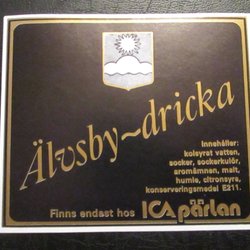 Älvsby~dricka
Innehåller:
kolsyrat vatten,
socker, sockerkulör,
aromämnen, malt,
humle, citronsyra,
konserveringsmedel E211.
Finns endast hos ICA pärlan